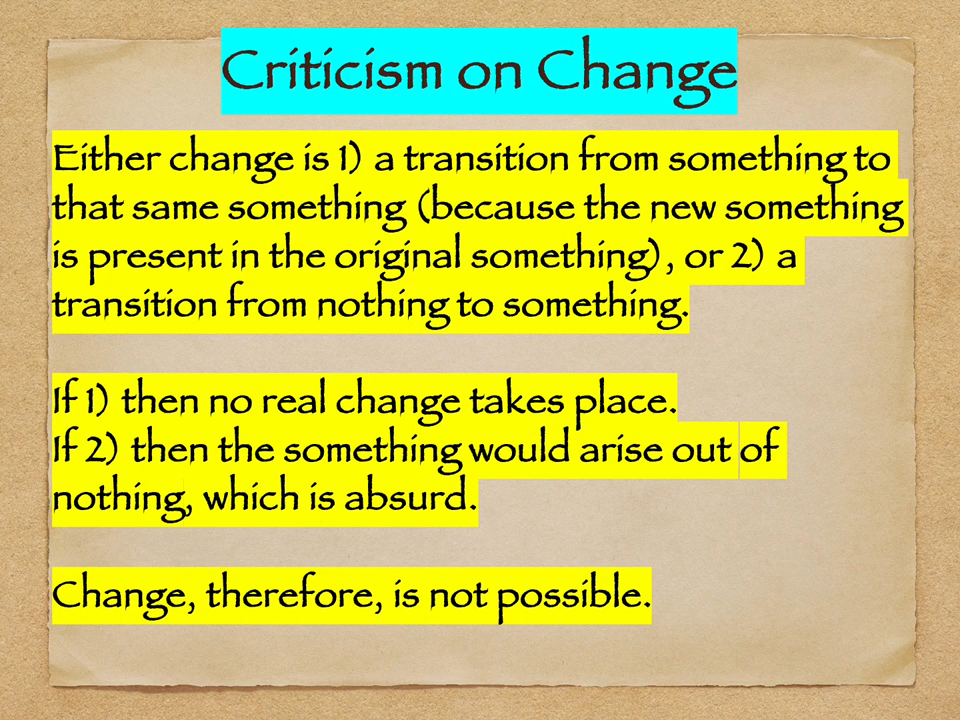 Criticism on Change
Either change is 1) a transition from something to
that same something (because the new something
is present in the original something), or 2) a
transition from nothing to something.
If 1) then no real change takes place.
If 2) then the something would arise out of
nothing, which is absurd.
Change, therefore, is not possible.